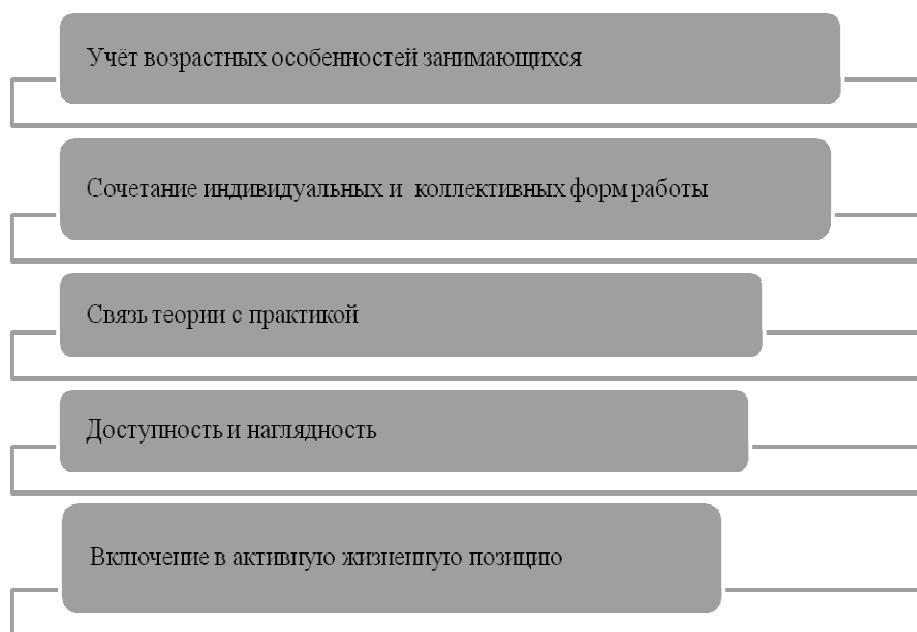 Учёт возрастных особенностей занимающихся
Сочетание индивидуальных и коллективных форм работы
Связь теории с практикой
Доступность и наглядность
Включение в активную жизненную позицию